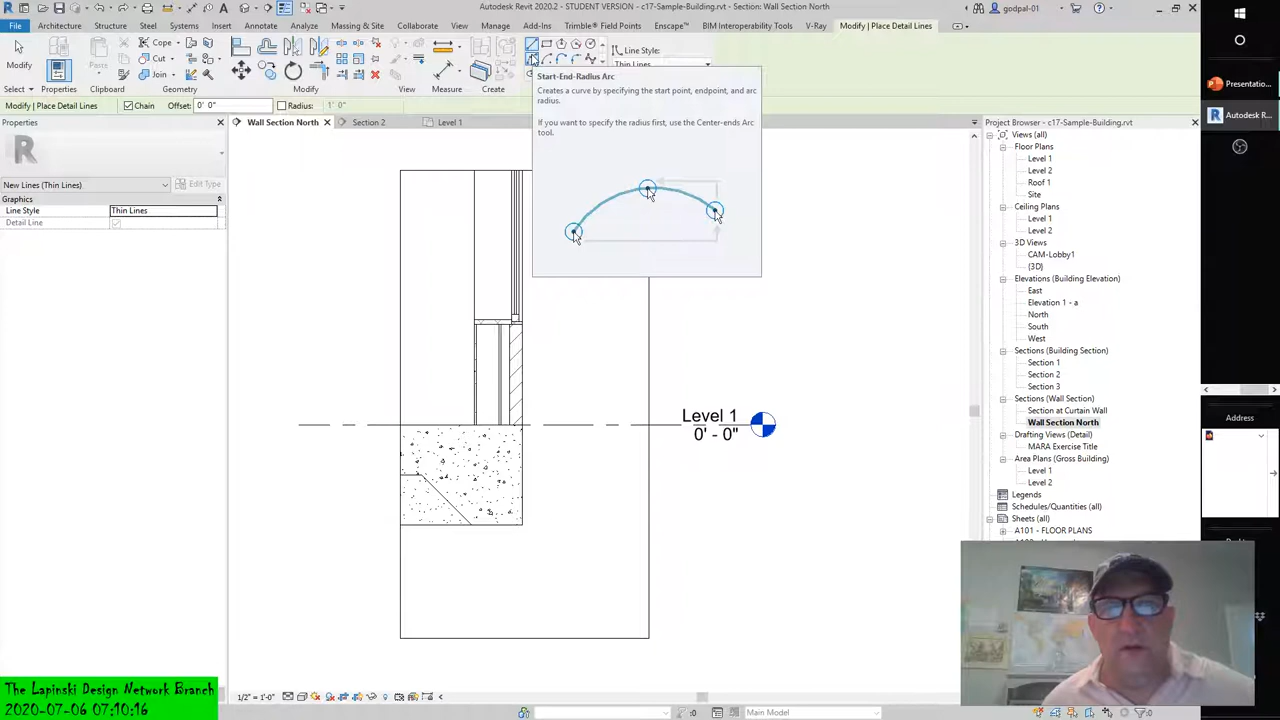 Autodesk Revit 2020.2 - STUDENT VERSION - c17-Sample-Building.rvt - Section: Wall Section North
godpal-01
File Architecture Insert Annotate Analyze Massing & Site Collaborate View Manage Add-Ins Trimble® Field Points Enscape™ BIM Interoperability Tools V-Ray Modify | Place Detail Lines
Modify
Cope
Cut
Join
Line Style:
Thin Lines
Select Properties Clipboard Geometry Modify View Measure Create
Modify | Place Detail Lines Chain Offset: 0' 0" Radius: 1' 0"
Start-End-Radius Arc
Creates a curve by specifying the start point, endpoint, and arc
radius.
If you want to specify the radius first, use the Center-ends Arc
tool.
Properties
New Lines (Thin Lines)
Edit Type
Graphics
Line Style Thin Lines
Detail Line
Wall Section North Section 2 Level 1
Level 1
0' - 0"
Project Browser - c17-Sample-Building.rvt
Views (all)
Floor Plans
Level 1
Level 2
Roof 1
Site
Ceiling Plans
Level 1
Level 2
3D Views
CAM-Lobby1
{3D}
Elevations (Building Elevation)
East
Elevation 1 - a
North
South
West
Sections (Building Section)
Section 1
Section 2
Section 3
Sections (Wall Section)
Section at Curtain Wall
Wall Section North
Drafting Views (Detail)
MARA Exercise Title
Area Plans (Gross Building)
Level 1
Level 2
Legends
Schedules/Quantities (all)
Sheets (all)
A101 - FLOOR PLANS
Presentatio...
Autodesk R...
Address
1/2" = 1'-0"
:0
Main Model
:0
The Lapinski Design Network Branch
2020-07-06 07:10:16